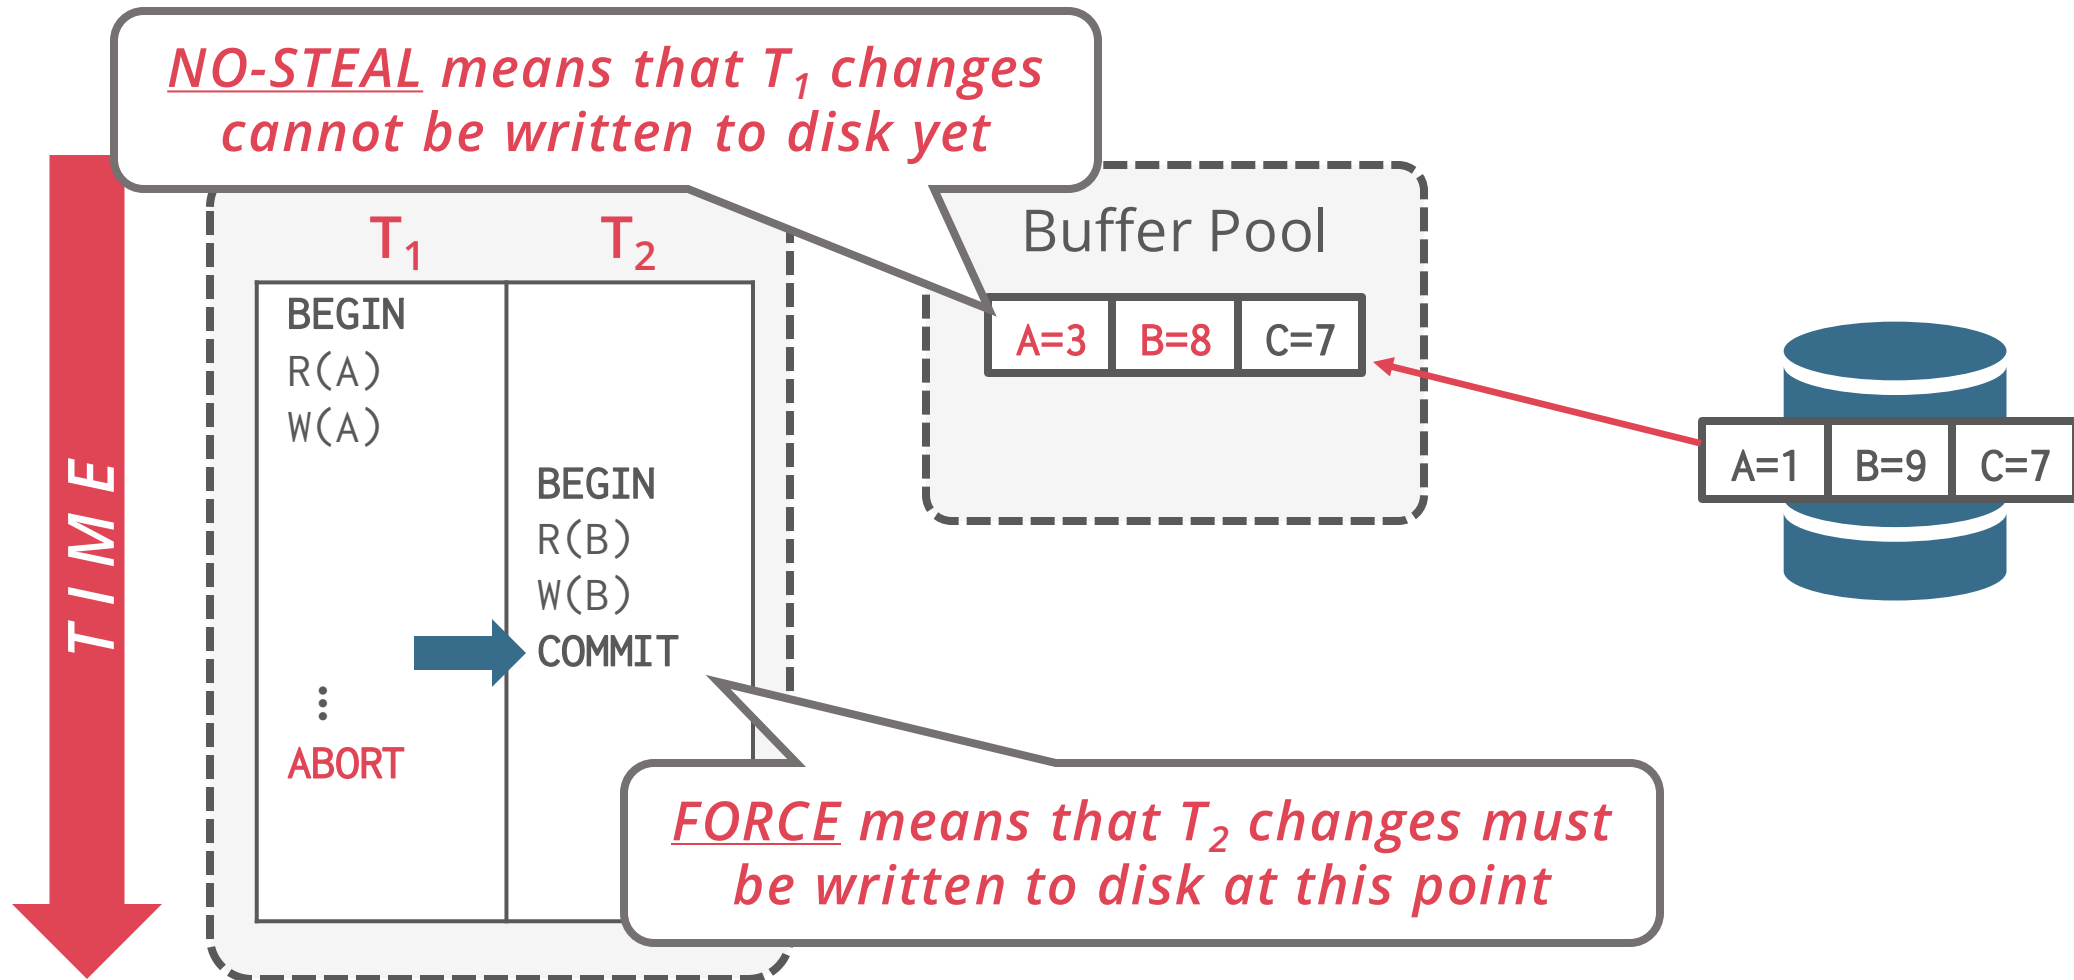 NO-STEAL means that T1 changes
cannot be written to disk yet
TIME
T1 T2
BEGIN
R(A)
W(A)
BEGIN
R(B)
W(B)
COMMIT
⋮
ABORT
Buffer Pool
A=3 B=8 C=7
A=1 B=9 C=7
FORCE means that T2 changes must
be written to disk at this point